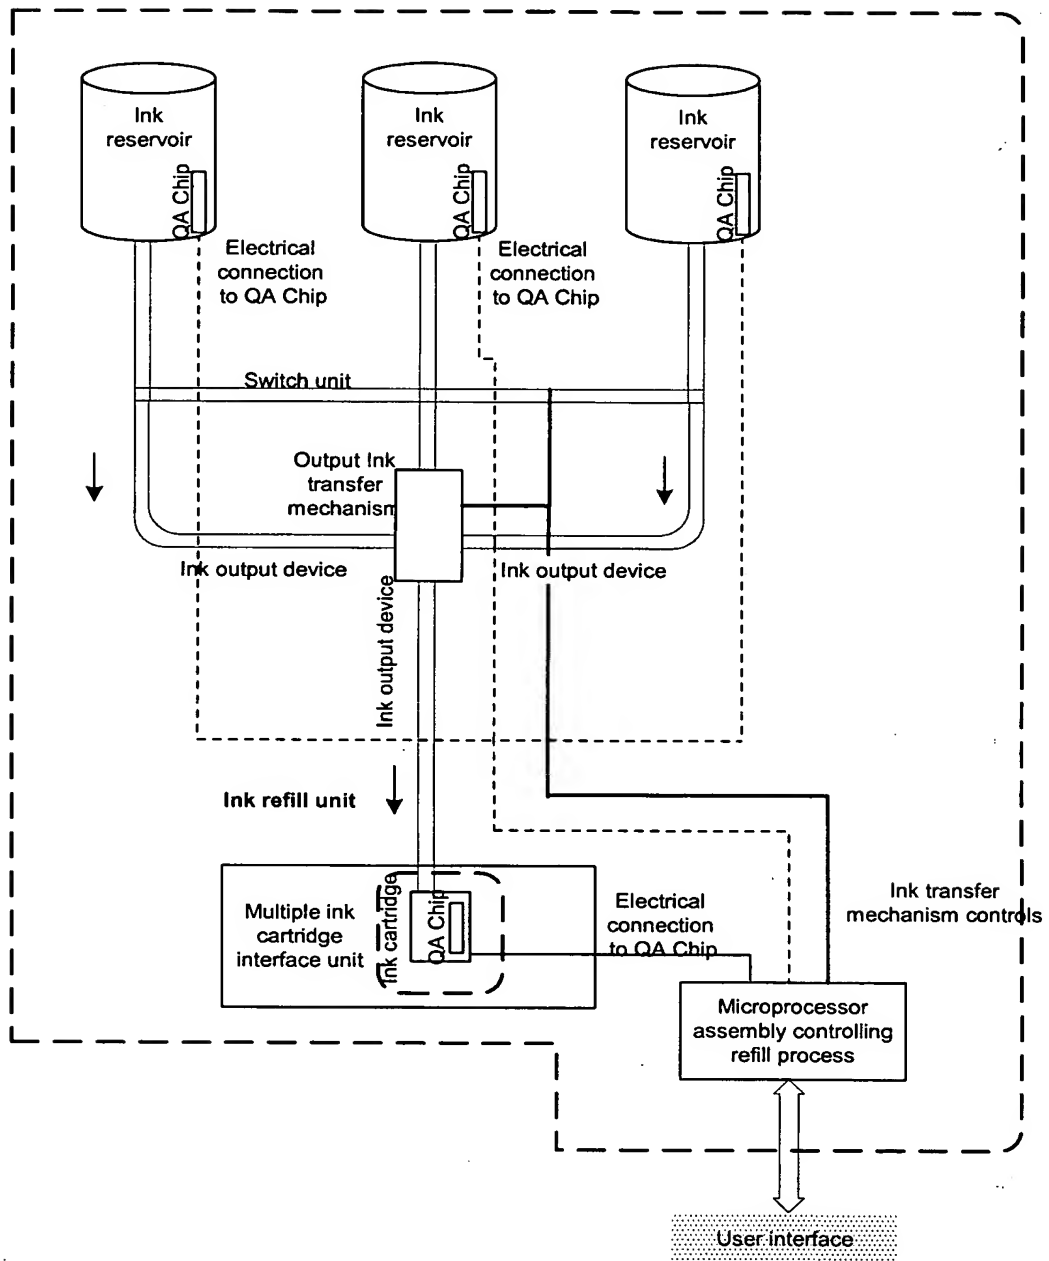 Ink
reservoir
QA Chip
Ink
reservoir
QA Chip
Ink
reservoir
QA Chip
Electrical
connection
to QA Chip
Electrical
connection
to QA Chip
Switch unit
Output Ink
transfer
mechanism
Ink output device
Ink output device
Ink output device
Ink refill unit
Multiple ink
cartridge
interface unit
Ink cartridge
QA Chip
Electrical
connection
to QA Chip
Ink transfer
mechanism controls
Microprocessor
assembly controlling
refill process
User interface